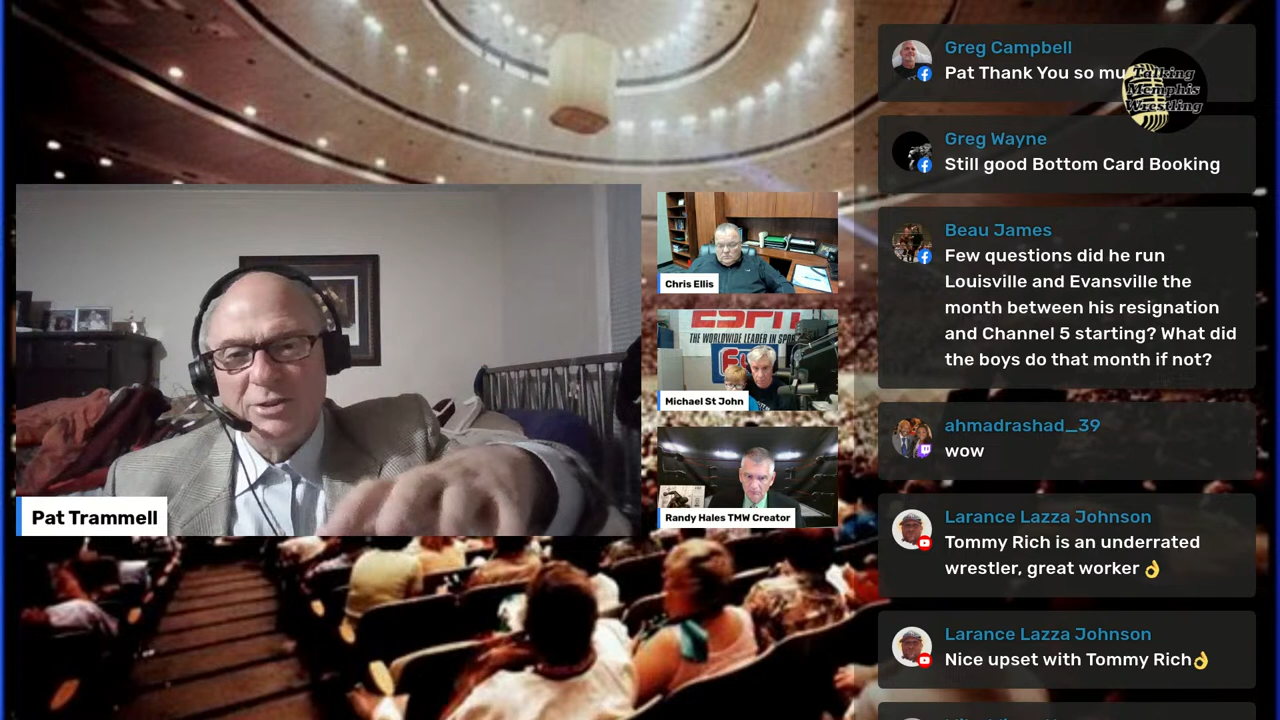 Greg Campbell
Pat Thank You so mu
Talking
Memphis
Wrestling
Greg Wayne
Still good Bottom Card Booking
Beau James
Few questions did he run
Louisville and Evansville the
month between his resignation
and Channel 5 starting? What did
the boys do that month if not?
ahmadrashad_39
wow
Larance Lazza Johnson
Tommy Rich is an underrated
wrestler, great worker 👌
Larance Lazza Johnson
Nice upset with Tommy Rich👌
Pat Trammell
Chris Ellis
ESPN
THE WORLDWIDE LEADER IN SPOR
Michael St John
Randy Hales TMW Creator